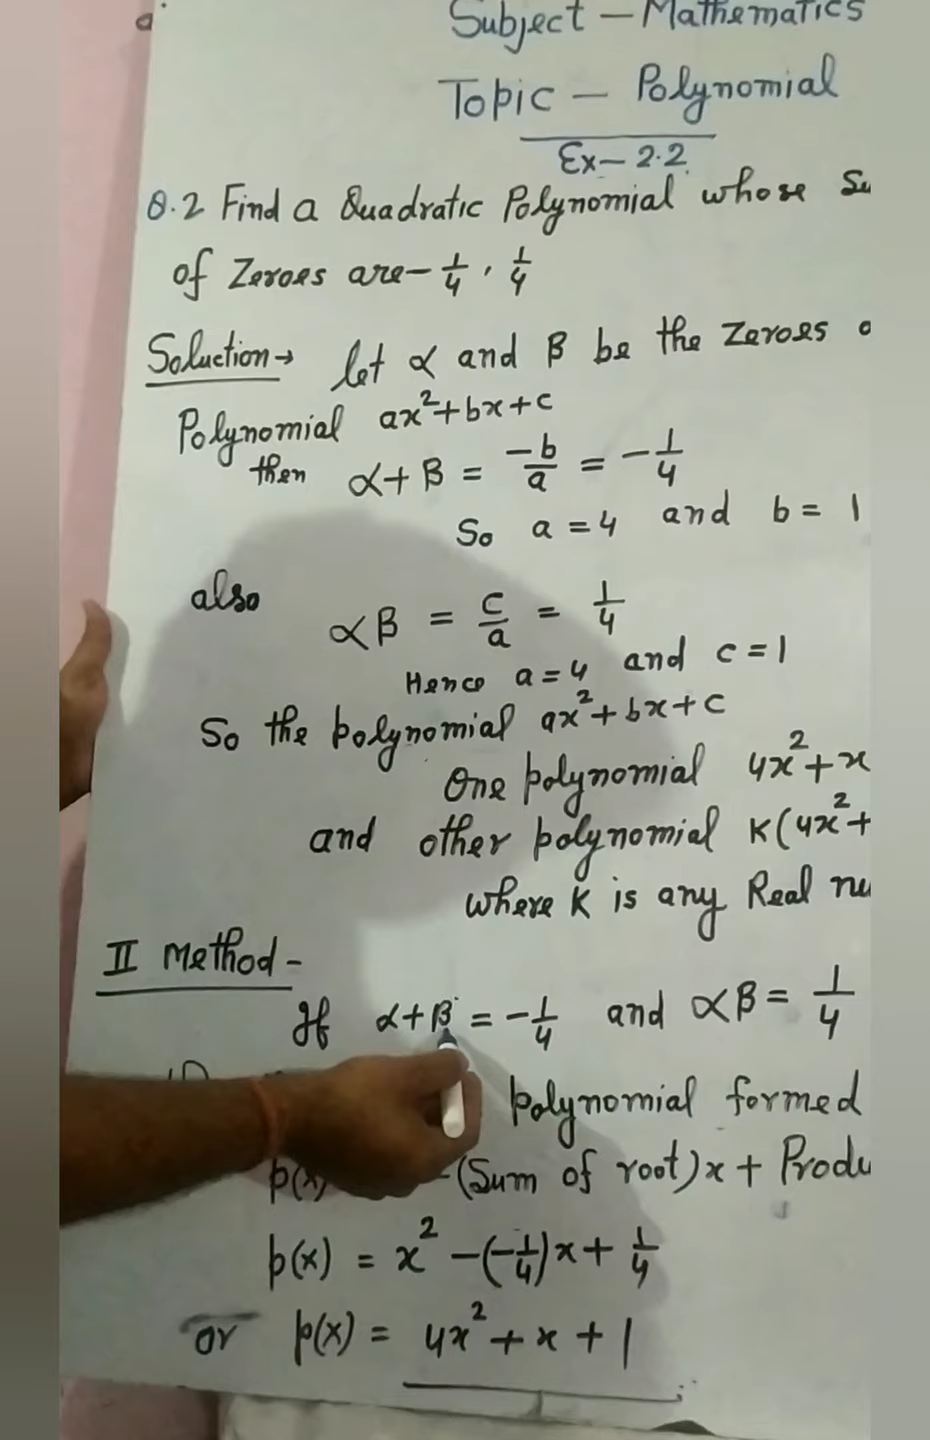 Subject – Mathematics
Topic – Polynomial
Ex– 2.2
Q.2 Find a Quadratic Polynomial whose Su
of Zeroes are – 1/4 , 1/4
Soluction→ let α and β be the Zeroes o
Polynomial ax²+bx+c
then α+β = -b/a = -1/4
So a=4 and b= 1
also
αβ = c/a = 1/4
Hence a=4 and c=1
So the polynomial ax²+bx+c
One polynomial 4x²+x
and other polynomial K(4x²+
where K is any Real nu
II Method-
If α+β = -1/4 and αβ = 1/4
polynomial formed
p(x) -(Sum of root)x + Produ
p(x) = x² -(-1/4)x + 1/4
or p(x) = 4x² + x + 1